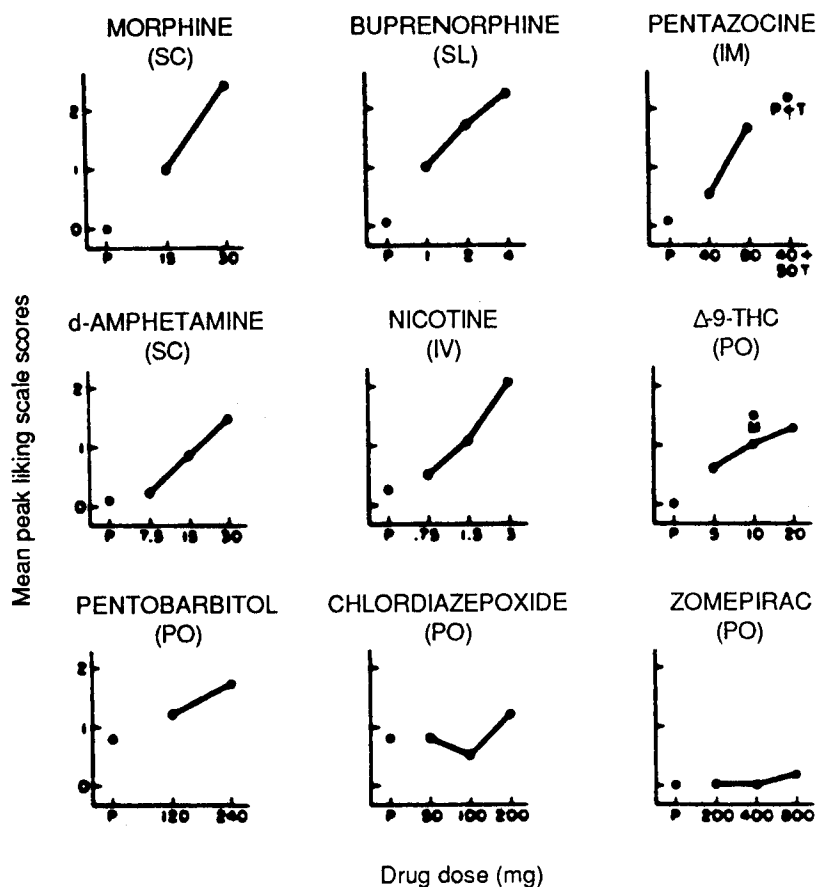 MORPHINE
(SC)
BUPRENORPHINE
(SL)
PENTAZOCINE
(IM)
2
1
0
P 15 30
P 1 2 4
P+T
P 40 80 40+
50T
Mean peak liking scale scores
d-AMPHETAMINE
(SC)
NICOTINE
(IV)
Δ-9-THC
(PO)
2
1
0
P 7.5 15 30
P .75 1.5 3
P 5 10 20
PENTOBARBITOL
(PO)
CHLORDIAZEPOXIDE
(PO)
ZOMEPIRAC
(PO)
2
1
0
P 120 240
P 50 100 200
P 200 400 800
Drug dose (mg)